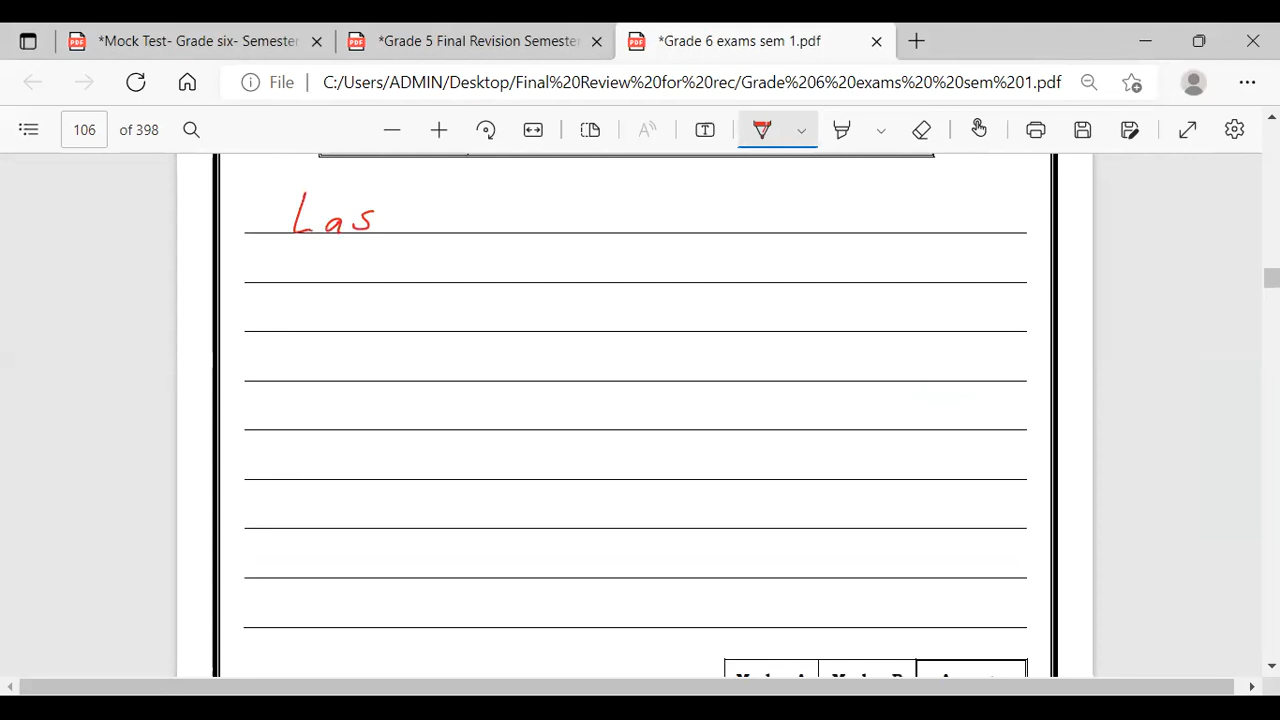 *Mock Test- Grade six- Semester
*Grade 5 Final Revision Semester
*Grade 6 exams sem 1.pdf
File
C:/Users/ADMIN/Desktop/Final%20Review%20for%20rec/Grade%206%20exams%20%20sem%201.pdf
106 of 398
Las